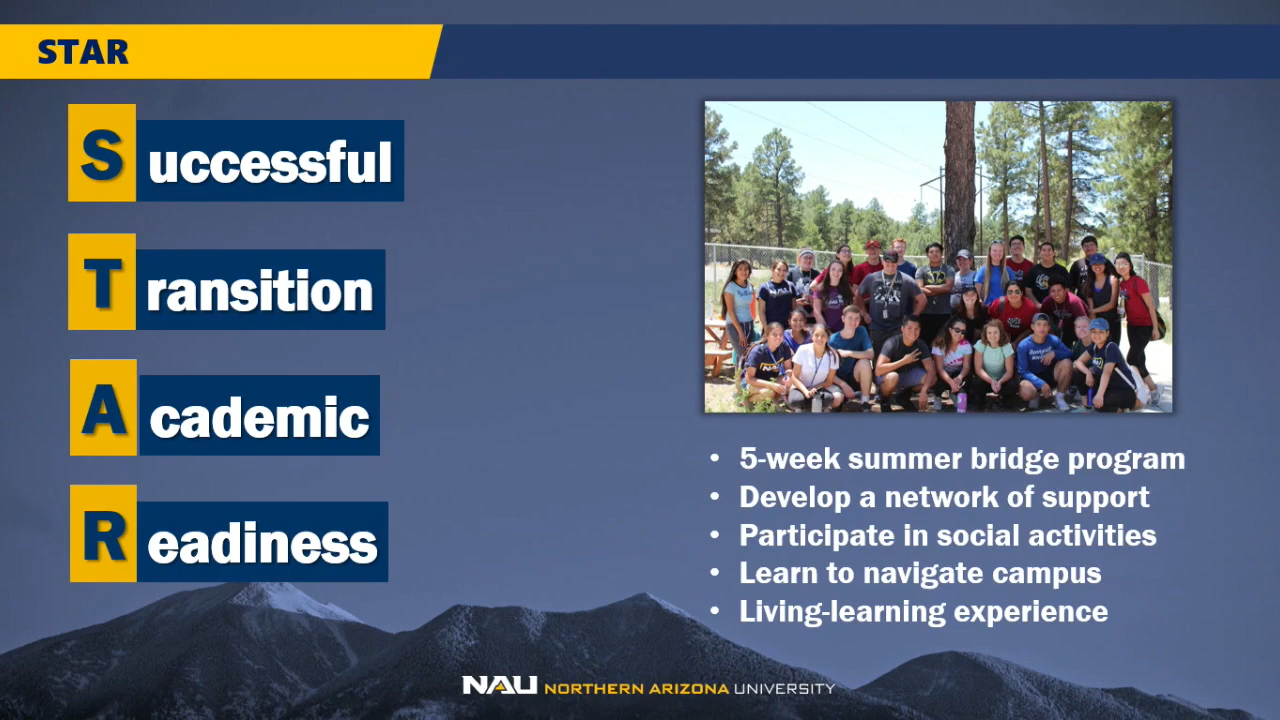 STAR
Successful
Transition
Academic
Readiness
• 5-week summer bridge program
• Develop a network of support
• Participate in social activities
• Learn to navigate campus
• Living-learning experience
NAU NORTHERN ARIZONA UNIVERSITY